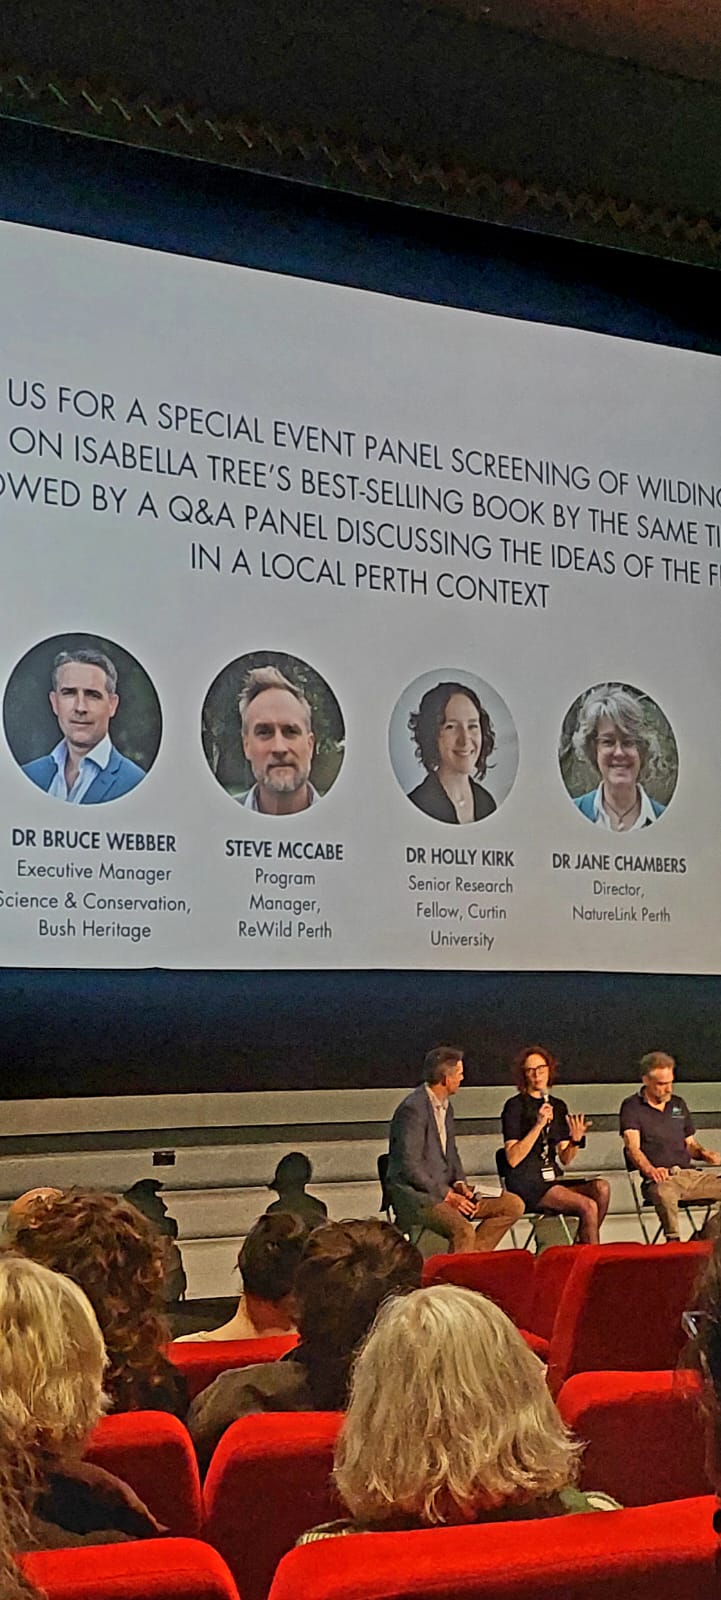 US FOR A SPECIAL EVENT PANEL SCREENING OF WILDING
ON ISABELLA TREE'S BEST-SELLING BOOK BY THE SAME TI
OWED BY A Q&A PANEL DISCUSSING THE IDEAS OF THE F
IN A LOCAL PERTH CONTEXT
DR BRUCE WEBBER
Executive Manager
Science & Conservation,
Bush Heritage
STEVE MCCABE
Program
Manager,
ReWild Perth
DR HOLLY KIRK
Senior Research
Fellow, Curtin
University
DR JANE CHAMBERS
Director,
NatureLink Perth